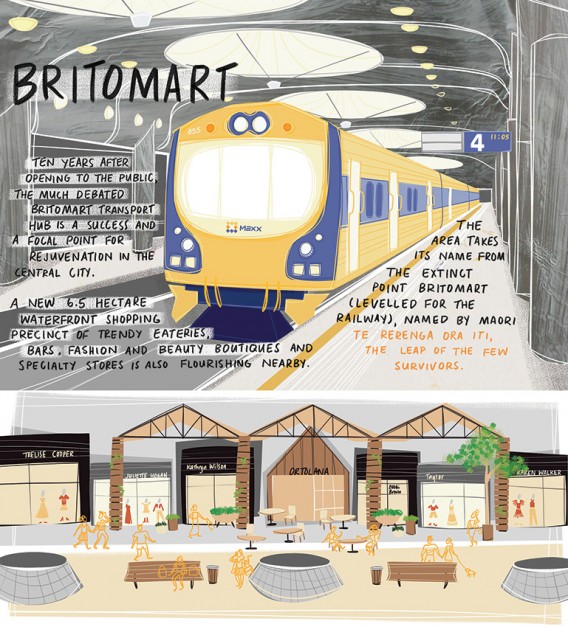 BRITOMART
855
MAXX
4
11:05
TEN YEARS AFTER
OPENING TO THE PUBLIC,
THE MUCH DEBATED
BRITOMART TRANSPORT
HUB IS A SUCCESS AND
A FOCAL POINT FOR
REJUVENATION IN THE
CENTRAL CITY.
A NEW 6.5 HECTARE
WATERFRONT SHOPPING
PRECINCT OF TRENDY EATERIES,
BARS, FASHION AND BEAUTY BOUTIQUES AND
SPECIALTY STORES IS ALSO FLOURISHING NEARBY.
THE
AREA TAKES
ITS NAME FROM
THE EXTINCT
POINT BRITOMART
(LEVELLED FOR THE
RAILWAY), NAMED BY MAORI
TE RERENGA ORA ITI,
THE LEAP OF THE FEW
SURVIVORS.
TRELISE COOPER
Kathryn Wilson
ORTOLANA
Taylor
KAREN WALKER